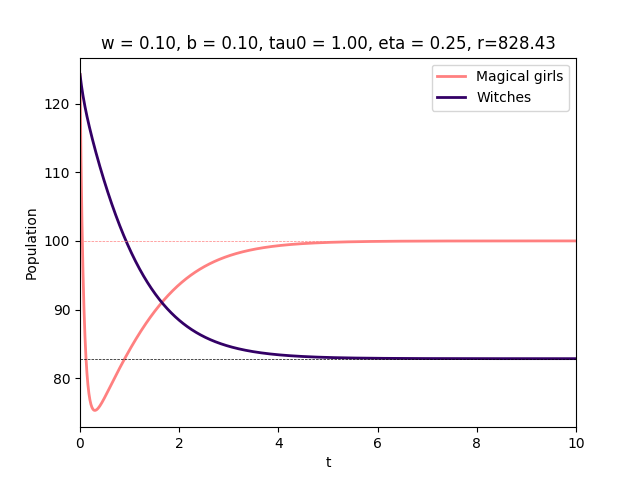 w = 0.10, b = 0.10, tau0 = 1.00, eta = 0.25, r=828.43
Magical girls
Witches
120
110
100
90
80
Population
0 2 4 6 8 10
t